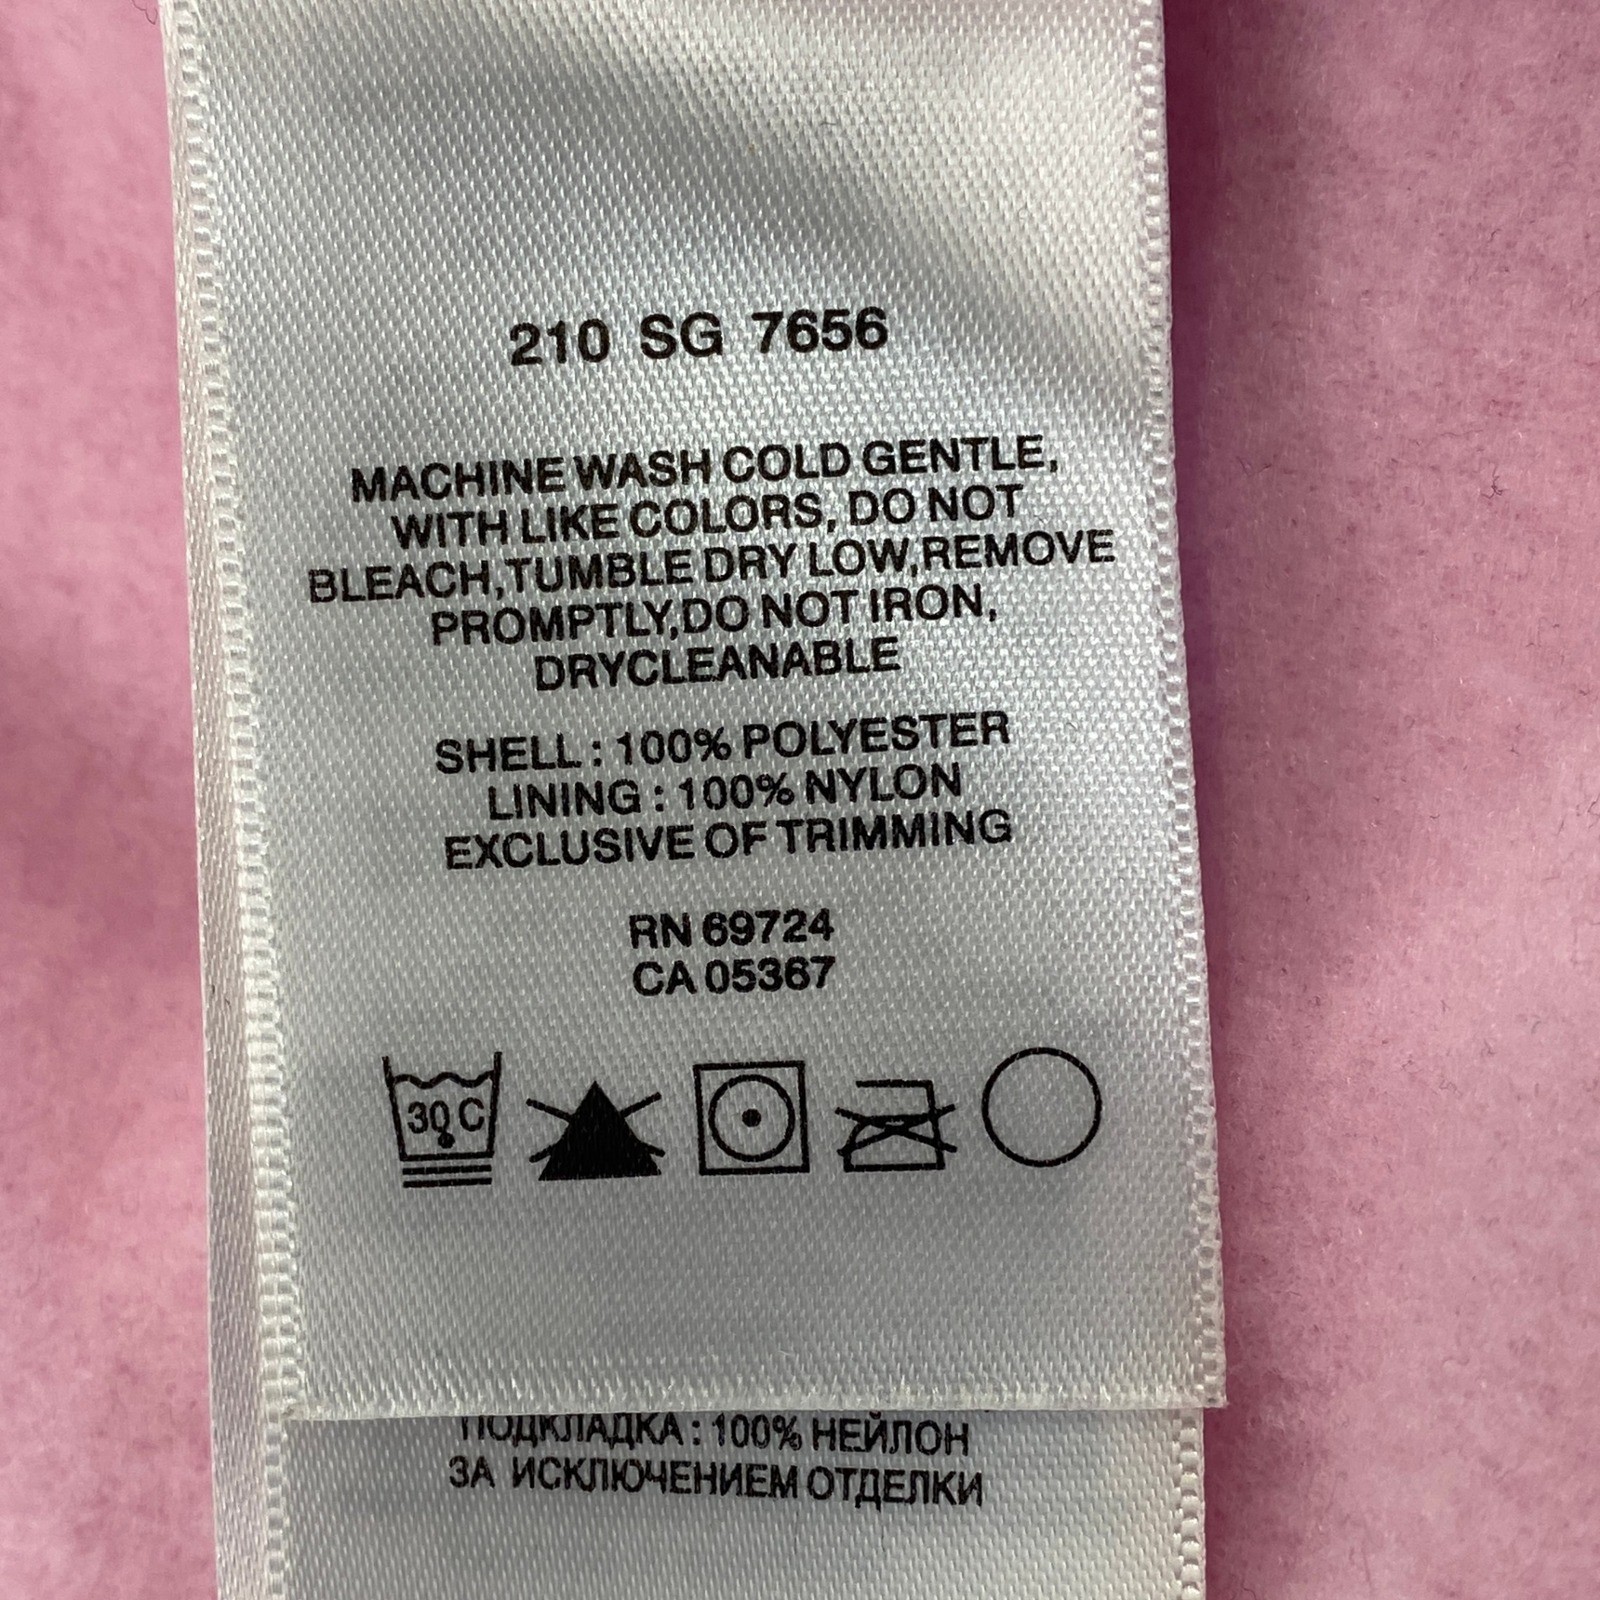 210 SG 7656
MACHINE WASH COLD GENTLE,
WITH LIKE COLORS, DO NOT
BLEACH,TUMBLE DRY LOW,REMOVE
PROMPTLY,DO NOT IRON,
DRYCLEANABLE
SHELL : 100% POLYESTER
LINING : 100% NYLON
EXCLUSIVE OF TRIMMING
RN 69724
CA 05367
30°C
ПОДКЛАДКА : 100% НЕЙЛОН
ЗА ИСКЛЮЧЕНИЕМ ОТДЕЛКИ